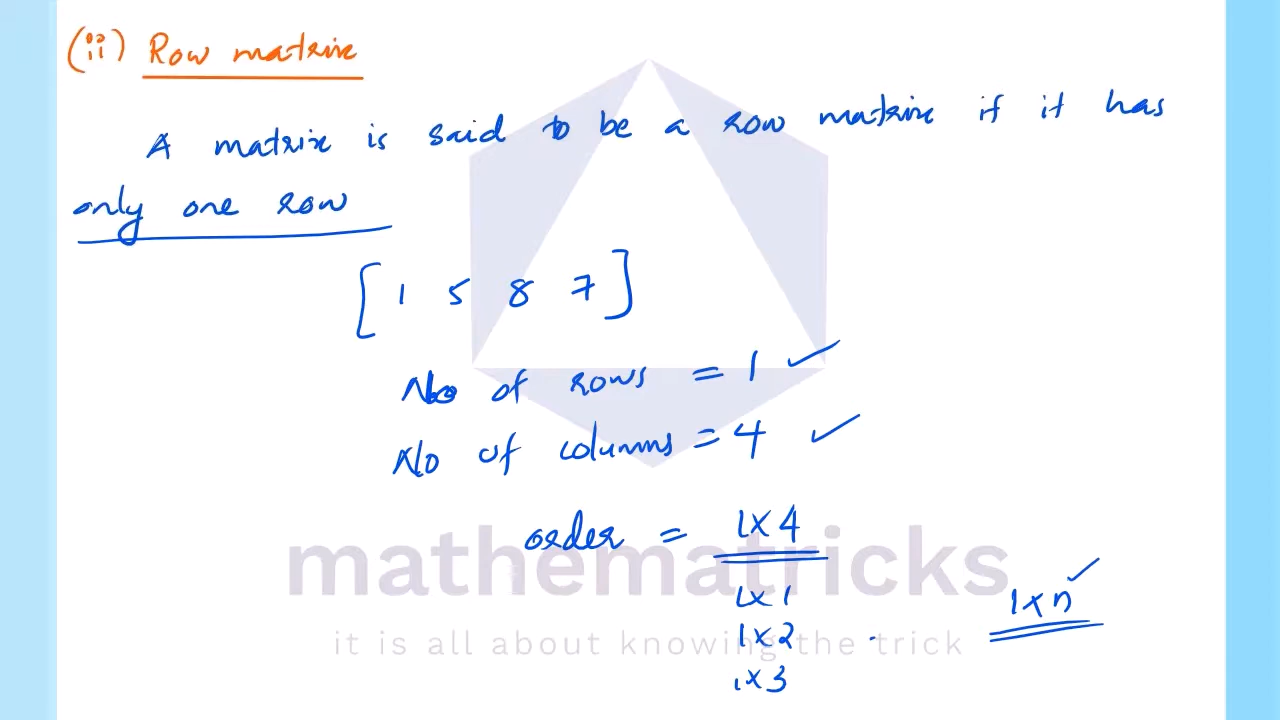 (ii) Row matrix
A matrix is said to be a row matrix if it has
only one row
[1 5 8 7]
No of rows = 1 ✓
No of columns = 4 ✓
order = 1×4
mathematricks
1×1
1×n ✓
1×2
it is all about knowing the trick
1×3